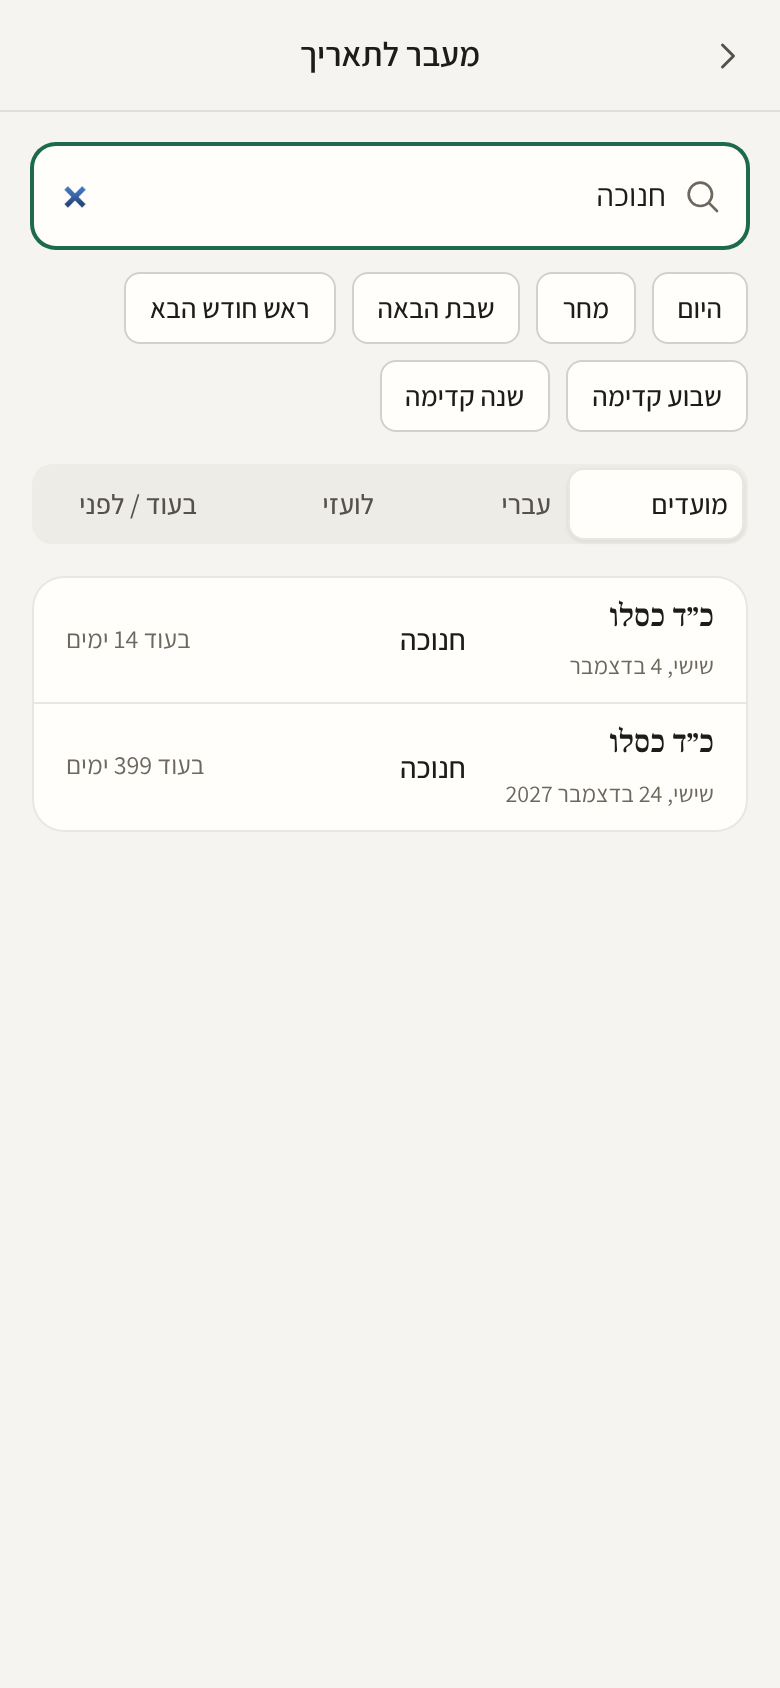 מעבר לתאריך
חנוכה
היום מחר שבת הבאה ראש חודש הבא
שבוע קדימה שנה קדימה
מועדים עברי לועזי בעוד / לפני
כ״ד כסלו
שישי, 4 בדצמבר
חנוכה
בעוד 14 ימים
כ״ד כסלו
שישי, 24 בדצמבר 2027
חנוכה
בעוד 399 ימים